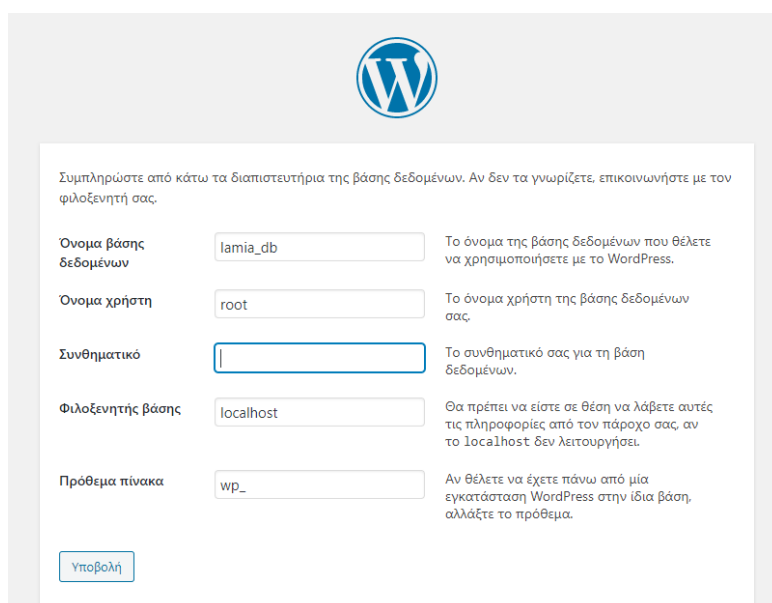 Συμπληρώστε από κάτω τα διαπιστευτήρια της βάσης δεδομένων. Αν δεν τα γνωρίζετε, επικοινωνήστε με τον
φιλοξενητή σας.
Όνομα βάσης
δεδομένων
lamia_db
Το όνομα της βάσης δεδομένων που θέλετε
να χρησιμοποιήσετε με το WordPress.
Όνομα χρήστη
root
Το όνομα χρήστη της βάσης δεδομένων
σας.
Συνθηματικό
Το συνθηματικό σας για τη βάση
δεδομένων.
Φιλοξενητής βάσης
localhost
Θα πρέπει να είστε σε θέση να λάβετε αυτές
τις πληροφορίες από τον πάροχο σας, αν
το localhost δεν λειτουργήσει.
Πρόθεμα πίνακα
wp_
Αν θέλετε να έχετε πάνω από μία
εγκατάσταση WordPress στην ίδια βάση,
αλλάξτε το πρόθεμα.
Υποβολή